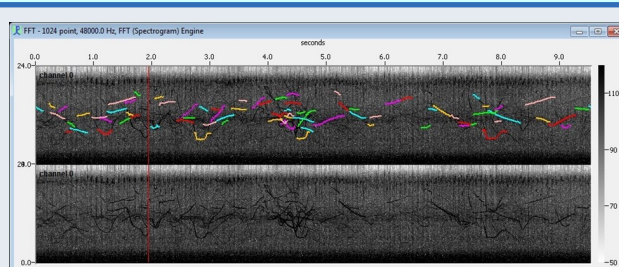 FFT - 1024 point, 48000.0 Hz, FFT (Spectrogram) Engine
seconds
0.0 1.0 2.0 3.0 4.0 5.0 6.0 7.0 8.0 9.0
24.0
channel 0
110
90
channel 0
70
0.0
50